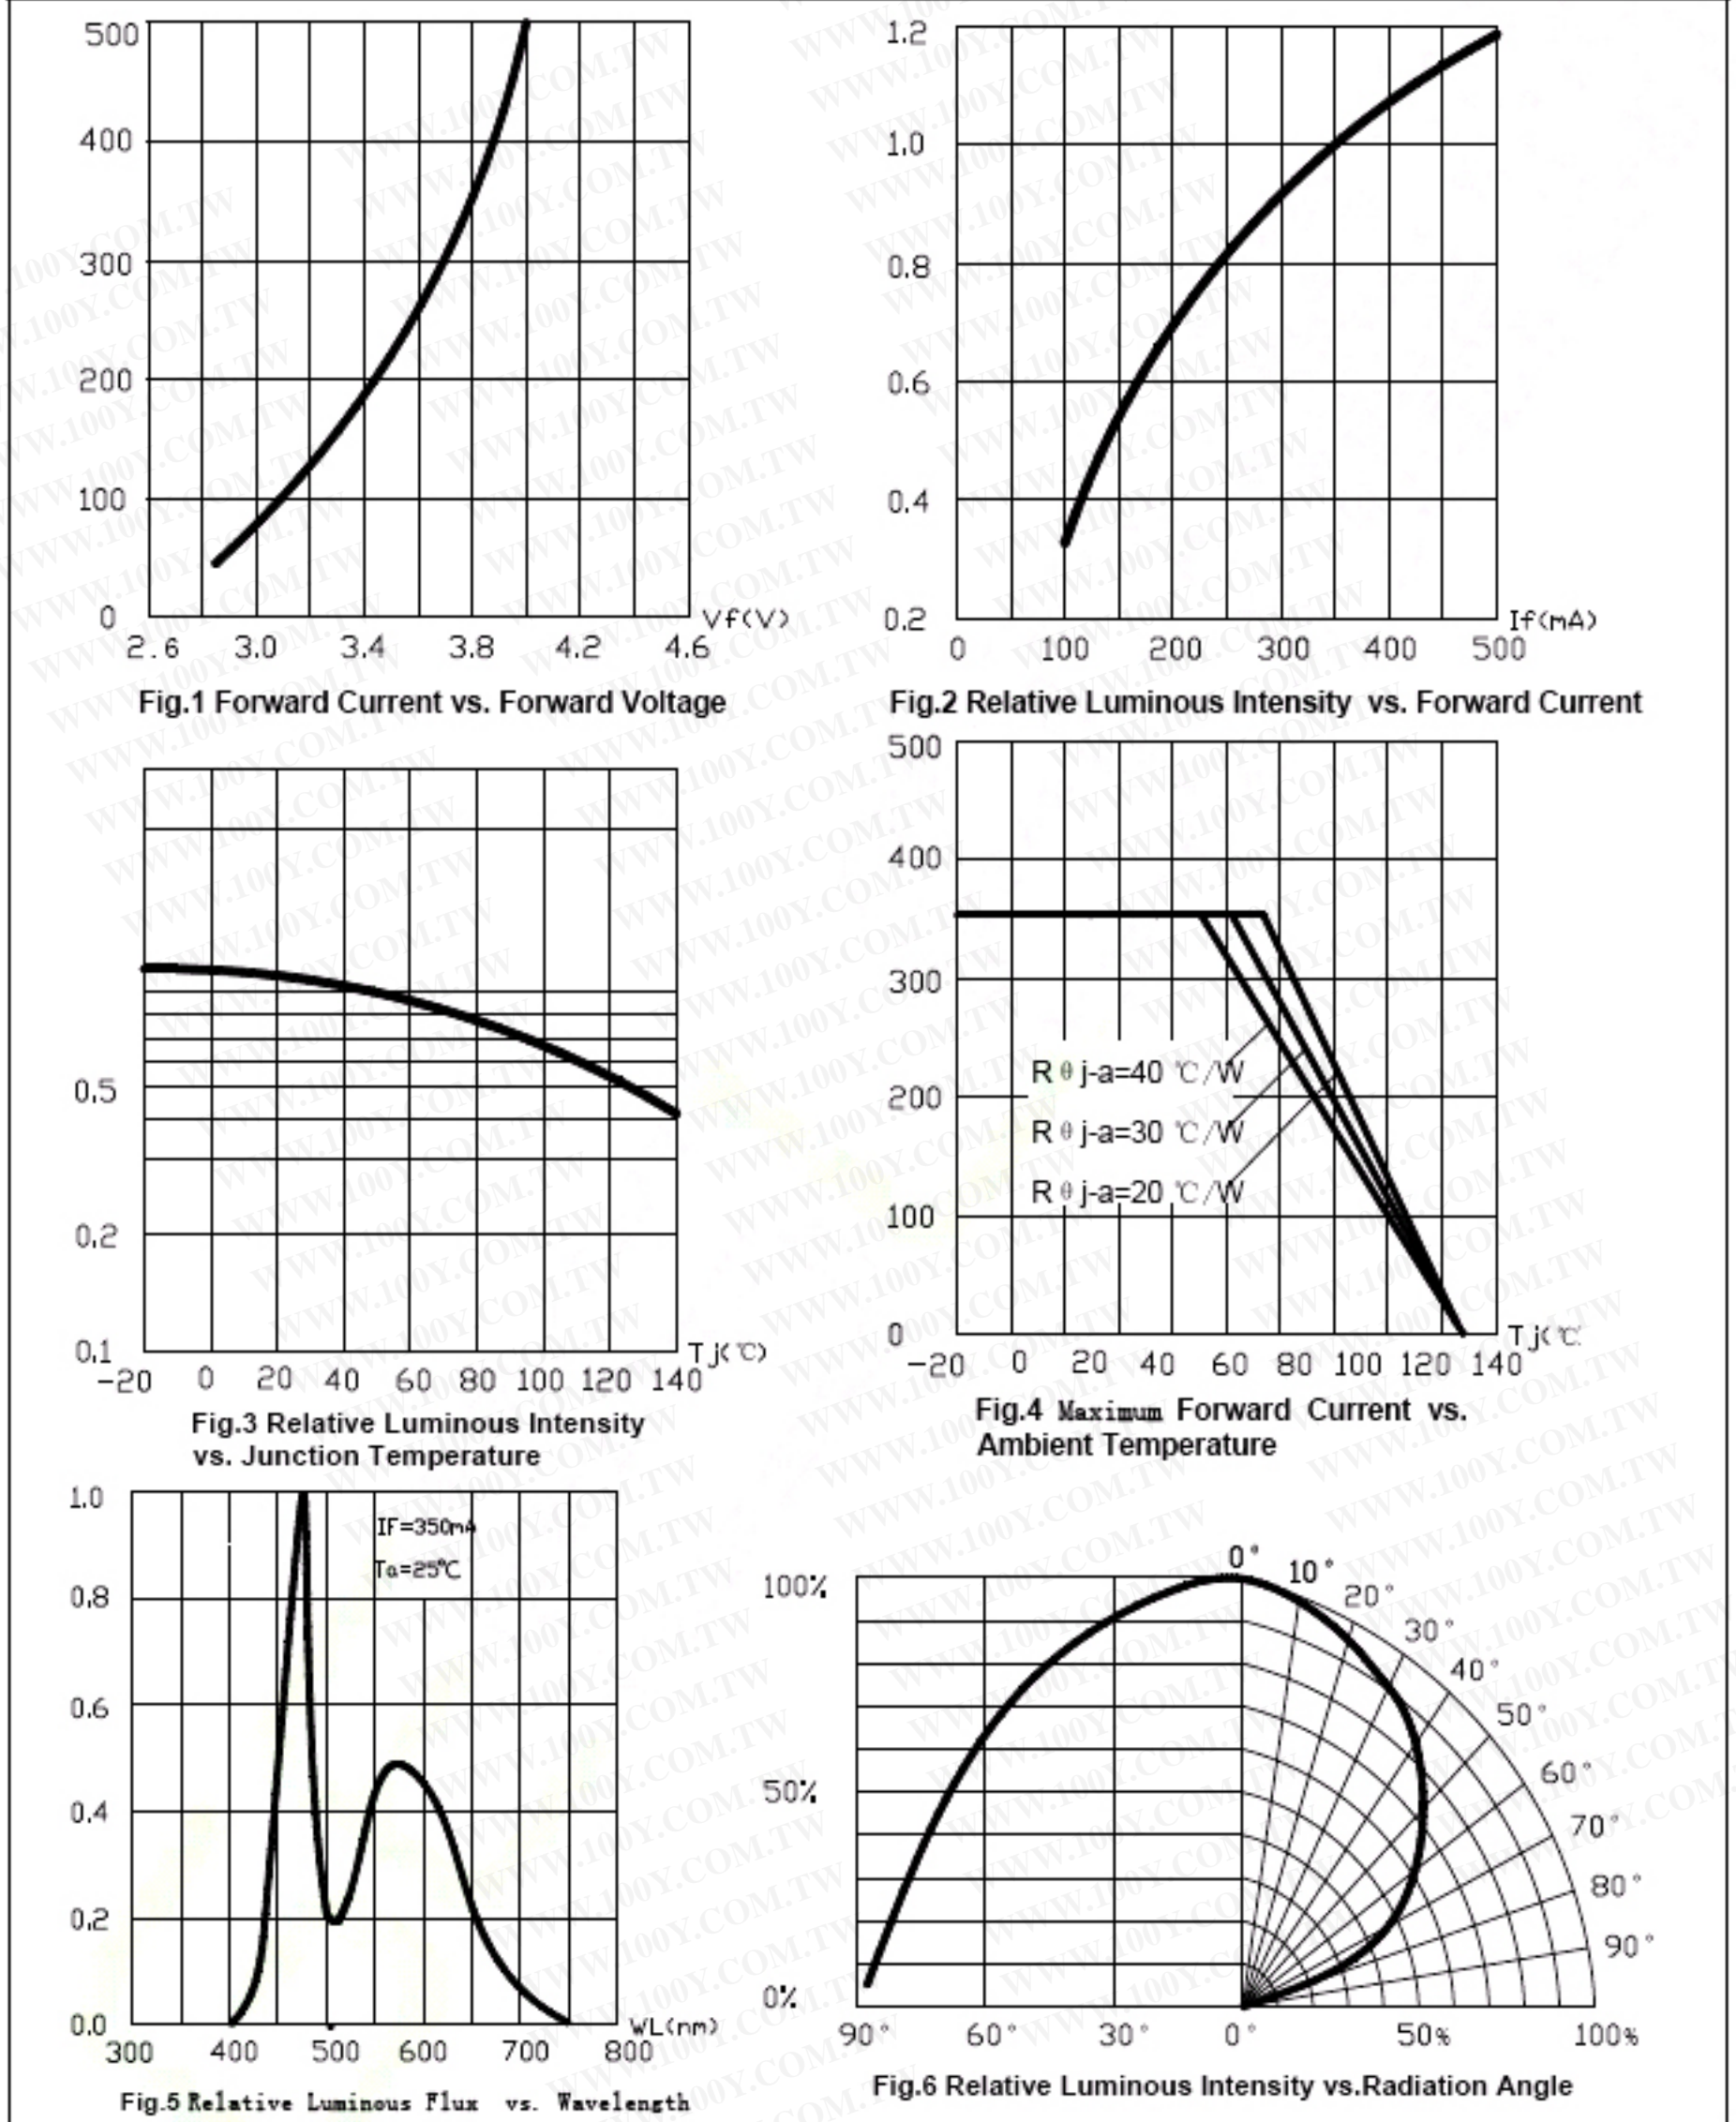 500
400
300
200
100
0
2.6 3.0 3.4 3.8 4.2 4.6
Vf(V)
Fig.1 Forward Current vs. Forward Voltage
1.2
1.0
0.8
0.6
0.4
0.2
0 100 200 300 400 500
If(mA)
Fig.2 Relative Luminous Intensity vs. Forward Current
0.5
0.2
0.1
-20 0 20 40 60 80 100 120 140
Tj(℃)
Fig.3 Relative Luminous Intensity
vs. Junction Temperature
500
400
300
200
100
0
Rθj-a=40 ℃/W
Rθj-a=30 ℃/W
Rθj-a=20 ℃/W
-20 0 20 40 60 80 100 120 140
Tj(℃
Fig.4 Maximum Forward Current vs.
Ambient Temperature
1.0
0.8
0.6
0.4
0.2
0.0
IF=350mA
Ta=25℃
300 400 500 600 700 800
WL(nm)
Fig.5 Relative Luminous Flux vs. Wavelength
100%
50%
0%
0° 10° 20° 30° 40° 50° 60° 70° 80° 90°
90° 60° 30° 0° 50% 100%
Fig.6 Relative Luminous Intensity vs.Radiation Angle
WWW.100Y.COM.TW